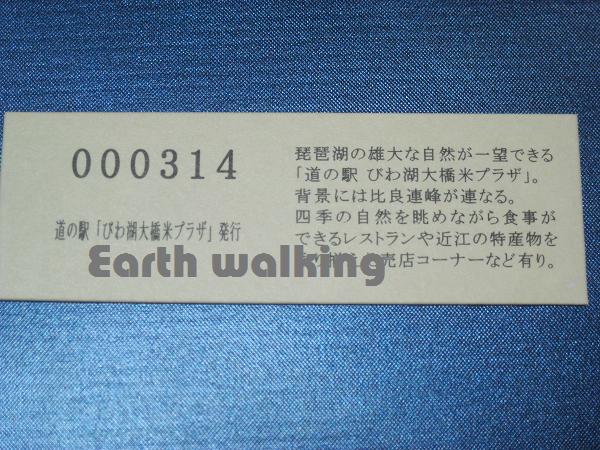 000314
道の駅「びわ湖大橋米プラザ」発行
琵琶湖の雄大な自然が一望できる
「道の駅 びわ湖大橋米プラザ」。
背景には比良連峰が連なる。
四季の自然を眺めながら食事が
できるレストランや近江の特産物を
売店コーナーなど有り。
Earth walking